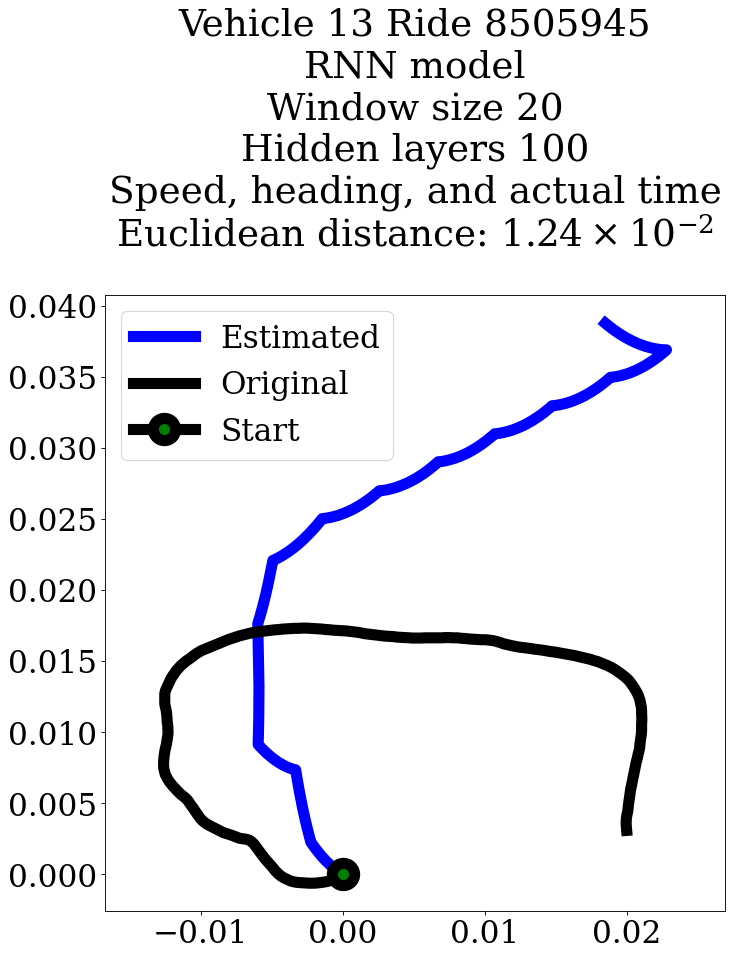 Vehicle 13 Ride 8505945
RNN model
Window size 20
Hidden layers 100
Speed, heading, and actual time
Euclidean distance: 1.24 × 10⁻²
0.040
Estimated
0.035
Original
0.030
Start
0.025
0.020
0.015
0.010
0.005
0.000
−0.01 0.00 0.01 0.02